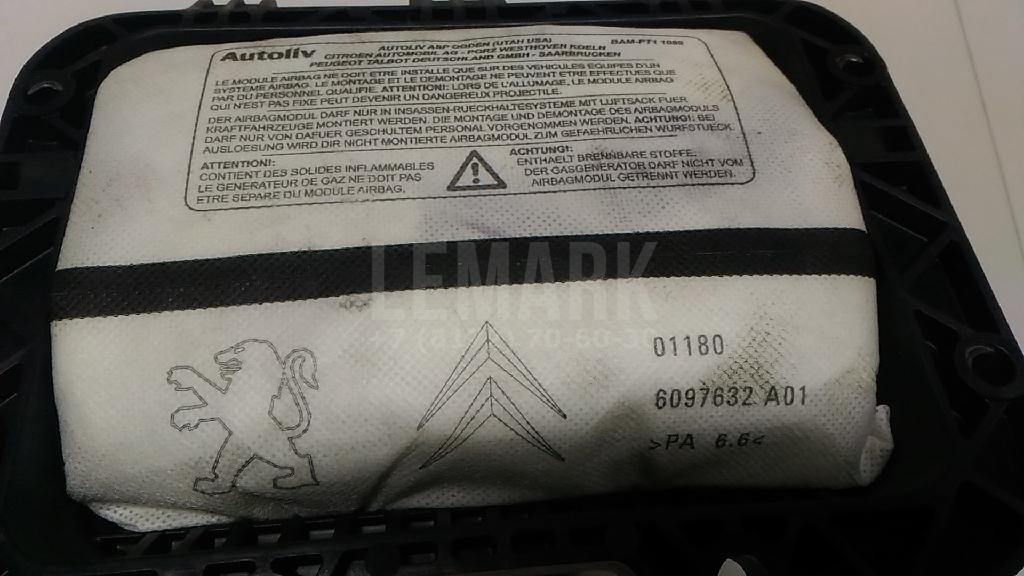 Autoliv
AUTOLIV ASP OGDEN (UTAH USA)
BAM-PT1 1080
CITROEN AUTOMOBIL AG - PORZ WESTHOVEN KOELN
PEUGEOT TALBOT DEUTSCHLAND GMBH - SAARBRUCKEN
LE MODULE AIRBAG NE DOIT ETRE INSTALLE QUE SUR DES VEHICULES EQUIPES D'UN
SYSTEME AIRBAG. LE MONTAGE ET LE DEMONTAGE NE PEUVENT ETRE EFFECTUES QUE
PAR DU PERSONNEL QUALIFIE. ATTENTION!: LORS DE L'ALLUMAGE, LE MODULE AIRBAG
QUI N'EST PAS FIXE PEUT DEVENIR UN DANGEREUX PROJECTILE.
DER AIRBAGMODUL DARF NUR IN INSASSEN-RUECKHALTESYSTEME MIT LUFTSACK FUER
KRAFTFAHRZEUGE MONTIERT WERDEN. DIE MONTAGE UND DEMONTAGE DES AIRBAGMODULS
DARF NUR VON DAFUER GESCHULTEM PERSONAL VORGENOMMEN WERDEN. ACHTUNG!: BEI
AUSLOESUNG WIRD DIR NICHT MONTIERTE AIRBAGMODUL ZUM GEFAEHRLICHEN WURFSTUECK.
ATTENTION!:
CONTIENT DES SOLIDES INFLAMMABLES
LE GENERATEUR DE GAZ NE DOIT PAS
ETRE SEPARE DU MODULE AIRBAG.
ACHTUNG!:
ENTHAELT BRENNBARE STOFFE.
DER GASGENERATOR DARF NICHT VOM
AIRBAGMODUL GETRENNT WERDEN.
LEMARK
01180
6097632 A01
>PA 6.6<